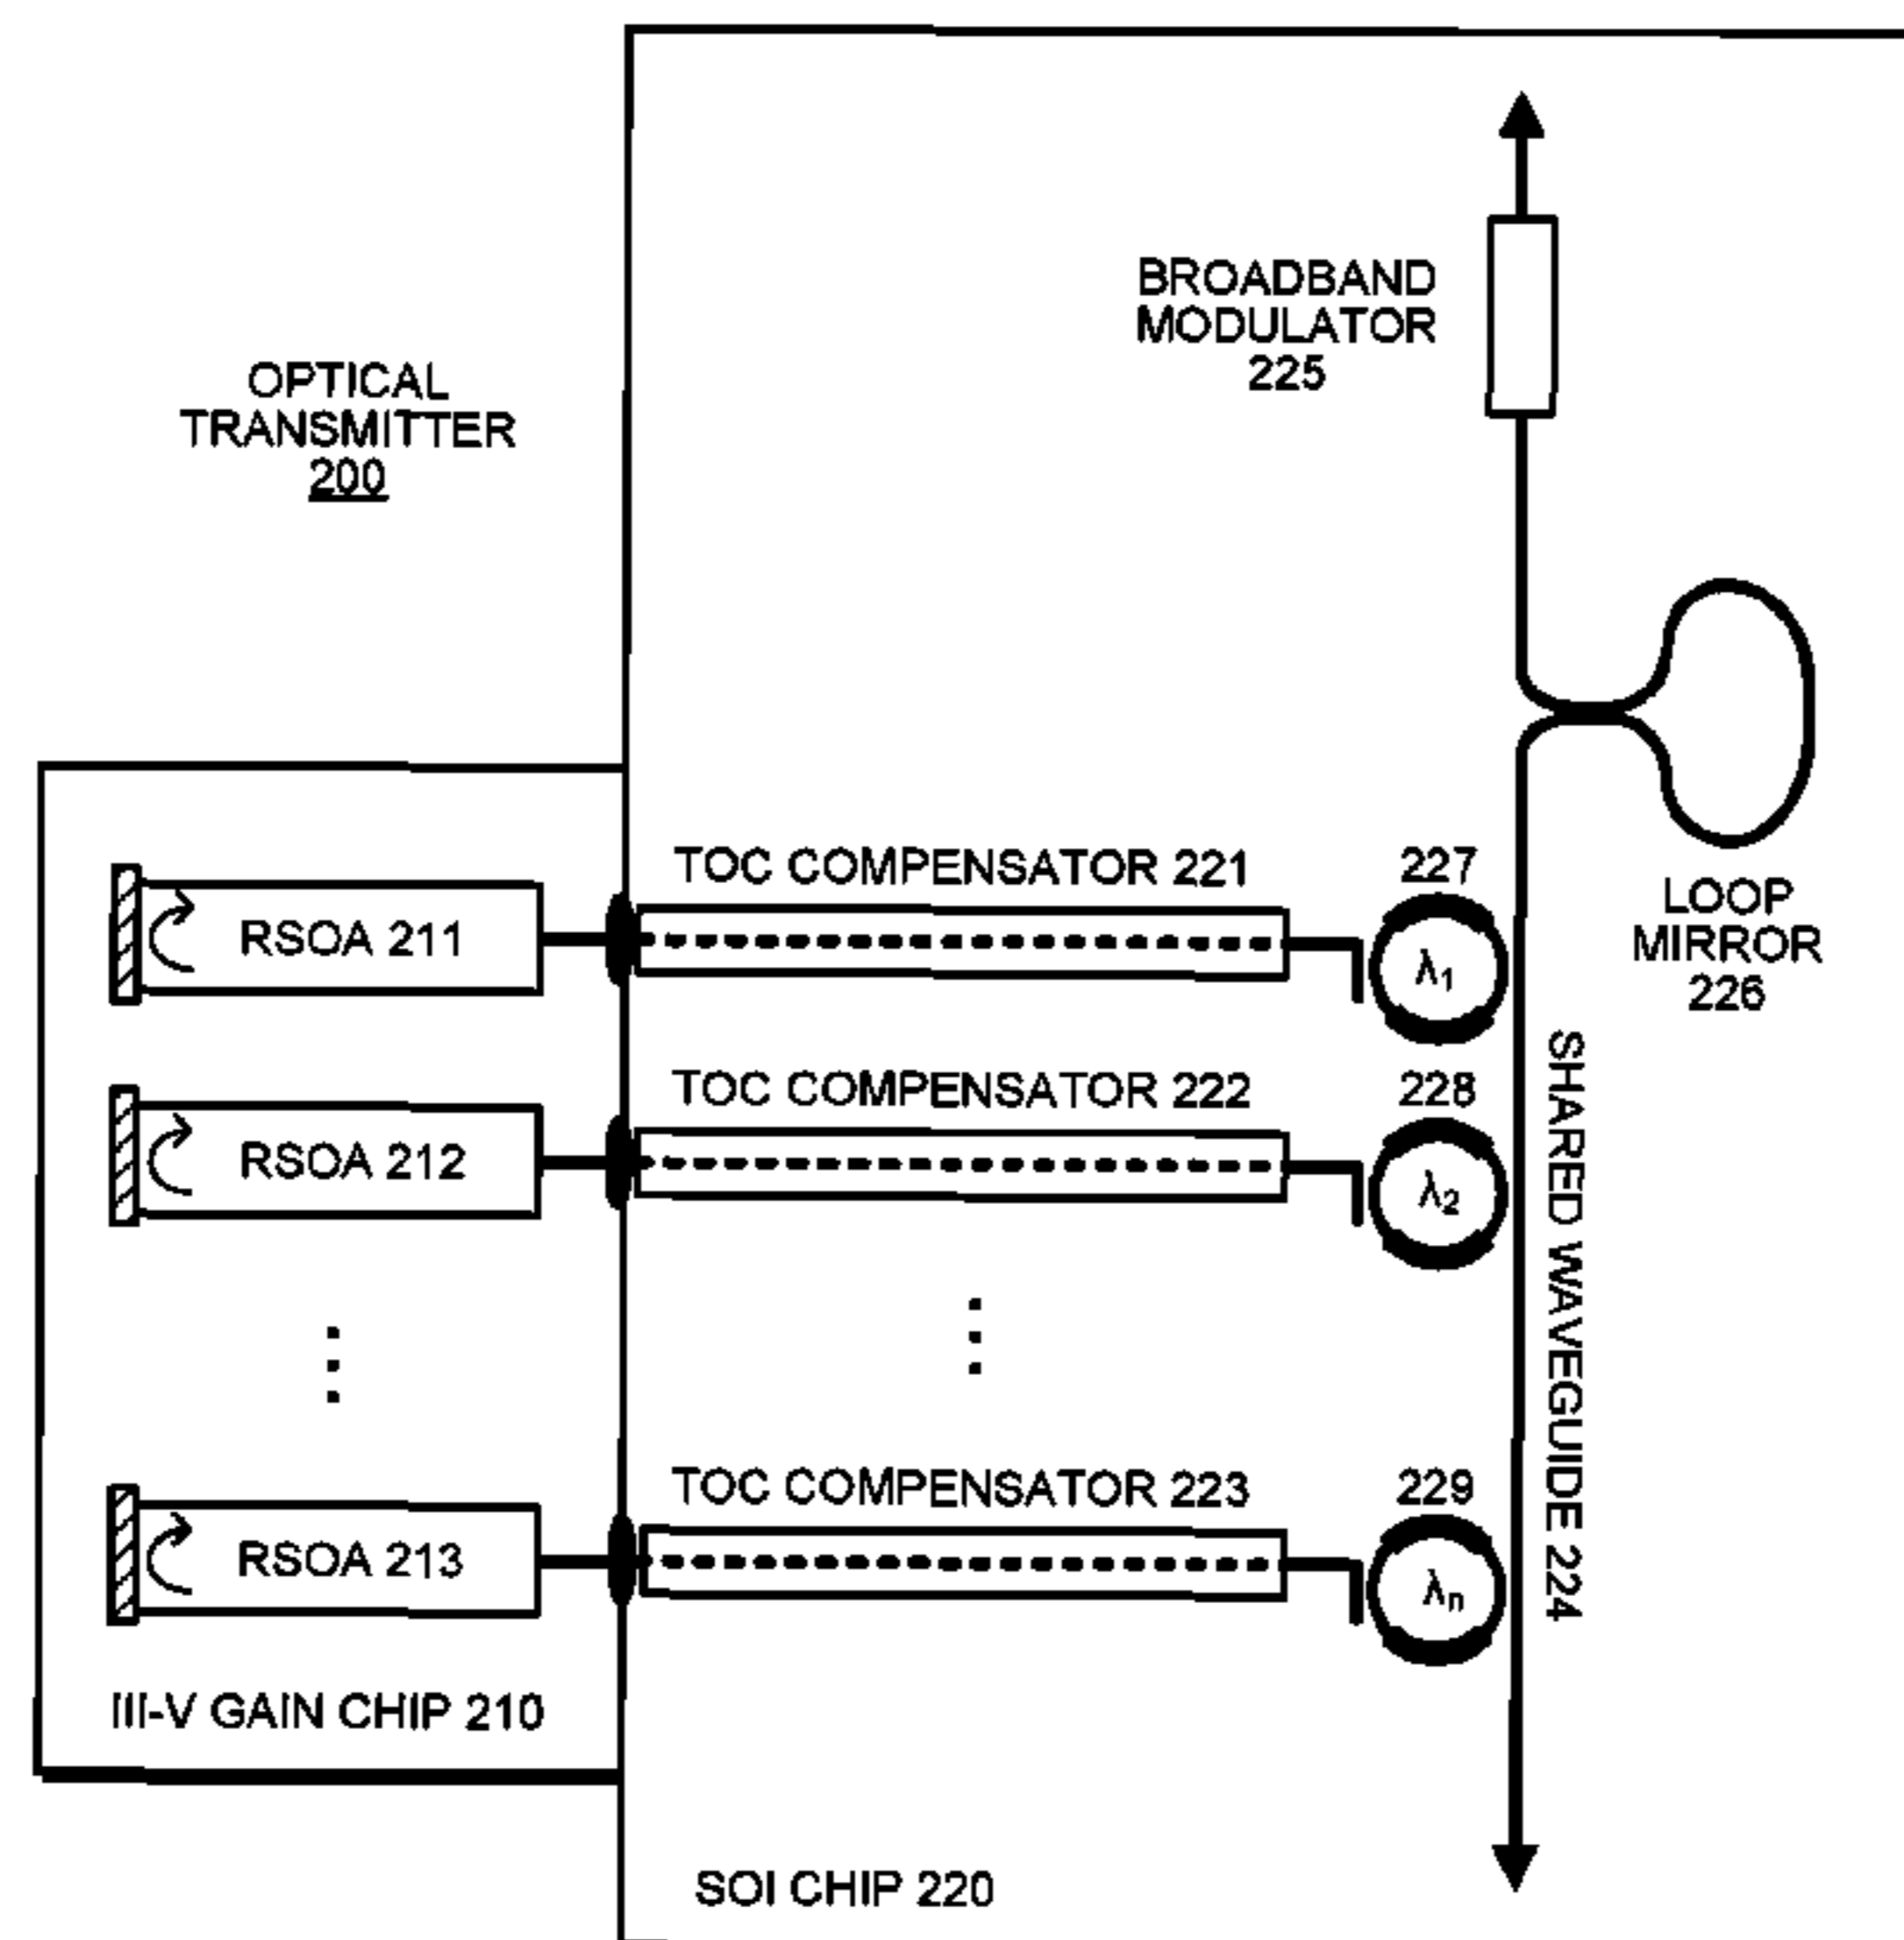 BROADBAND
MODULATOR
225
OPTICAL
TRANSMITTER
200
TOC COMPENSATOR 221
227
LOOP
MIRROR
226
RSOA 211
λ1
TOC COMPENSATOR 222
228
RSOA 212
λ2
SHARED WAVEGUIDE 224
TOC COMPENSATOR 223
229
RSOA 213
λn
III-V GAIN CHIP 210
SOI CHIP 220